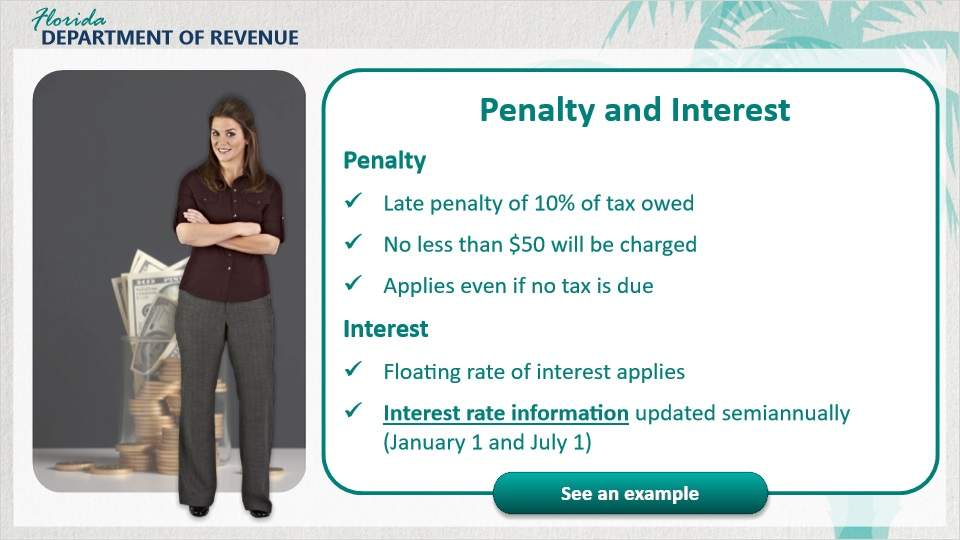 Florida
DEPARTMENT OF REVENUE
Penalty and Interest
Penalty
✓ Late penalty of 10% of tax owed
✓ No less than $50 will be charged
✓ Applies even if no tax is due
Interest
✓ Floating rate of interest applies
✓ Interest rate information updated semiannually
(January 1 and July 1)
See an example